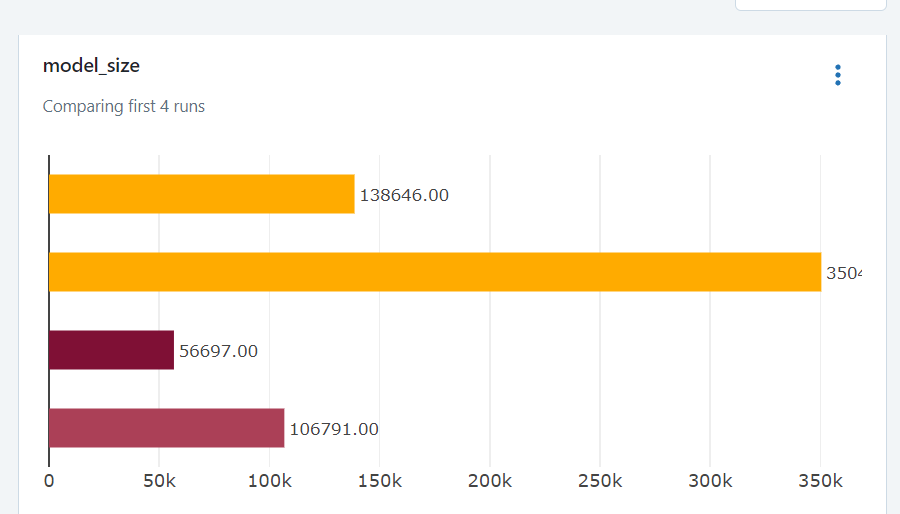 model_size
Comparing first 4 runs
138646.00
3504
56697.00
106791.00
0 50k 100k 150k 200k 250k 300k 350k